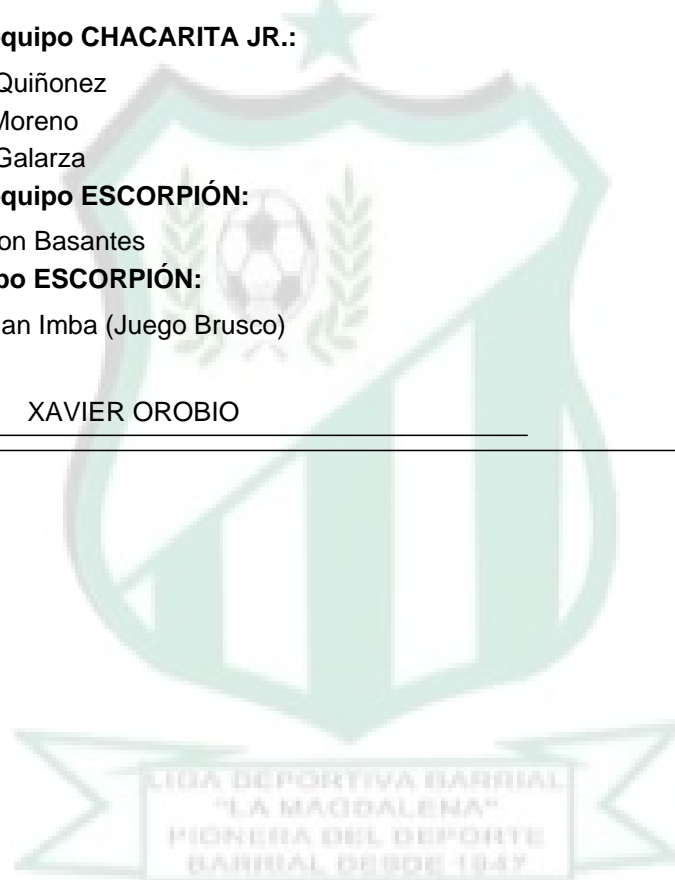 quipo CHACARITA JR.:
Quiñonez
Moreno
Galarza
quipo ESCORPIÓN:
on Basantes
po ESCORPIÓN:
an Imba (Juego Brusco)
XAVIER OROBIO
LIGA DEPORTIVA BARRIAL
"LA MAGDALENA"
PIONERA DEL DEPORTE
BARRIAL DESDE 1947